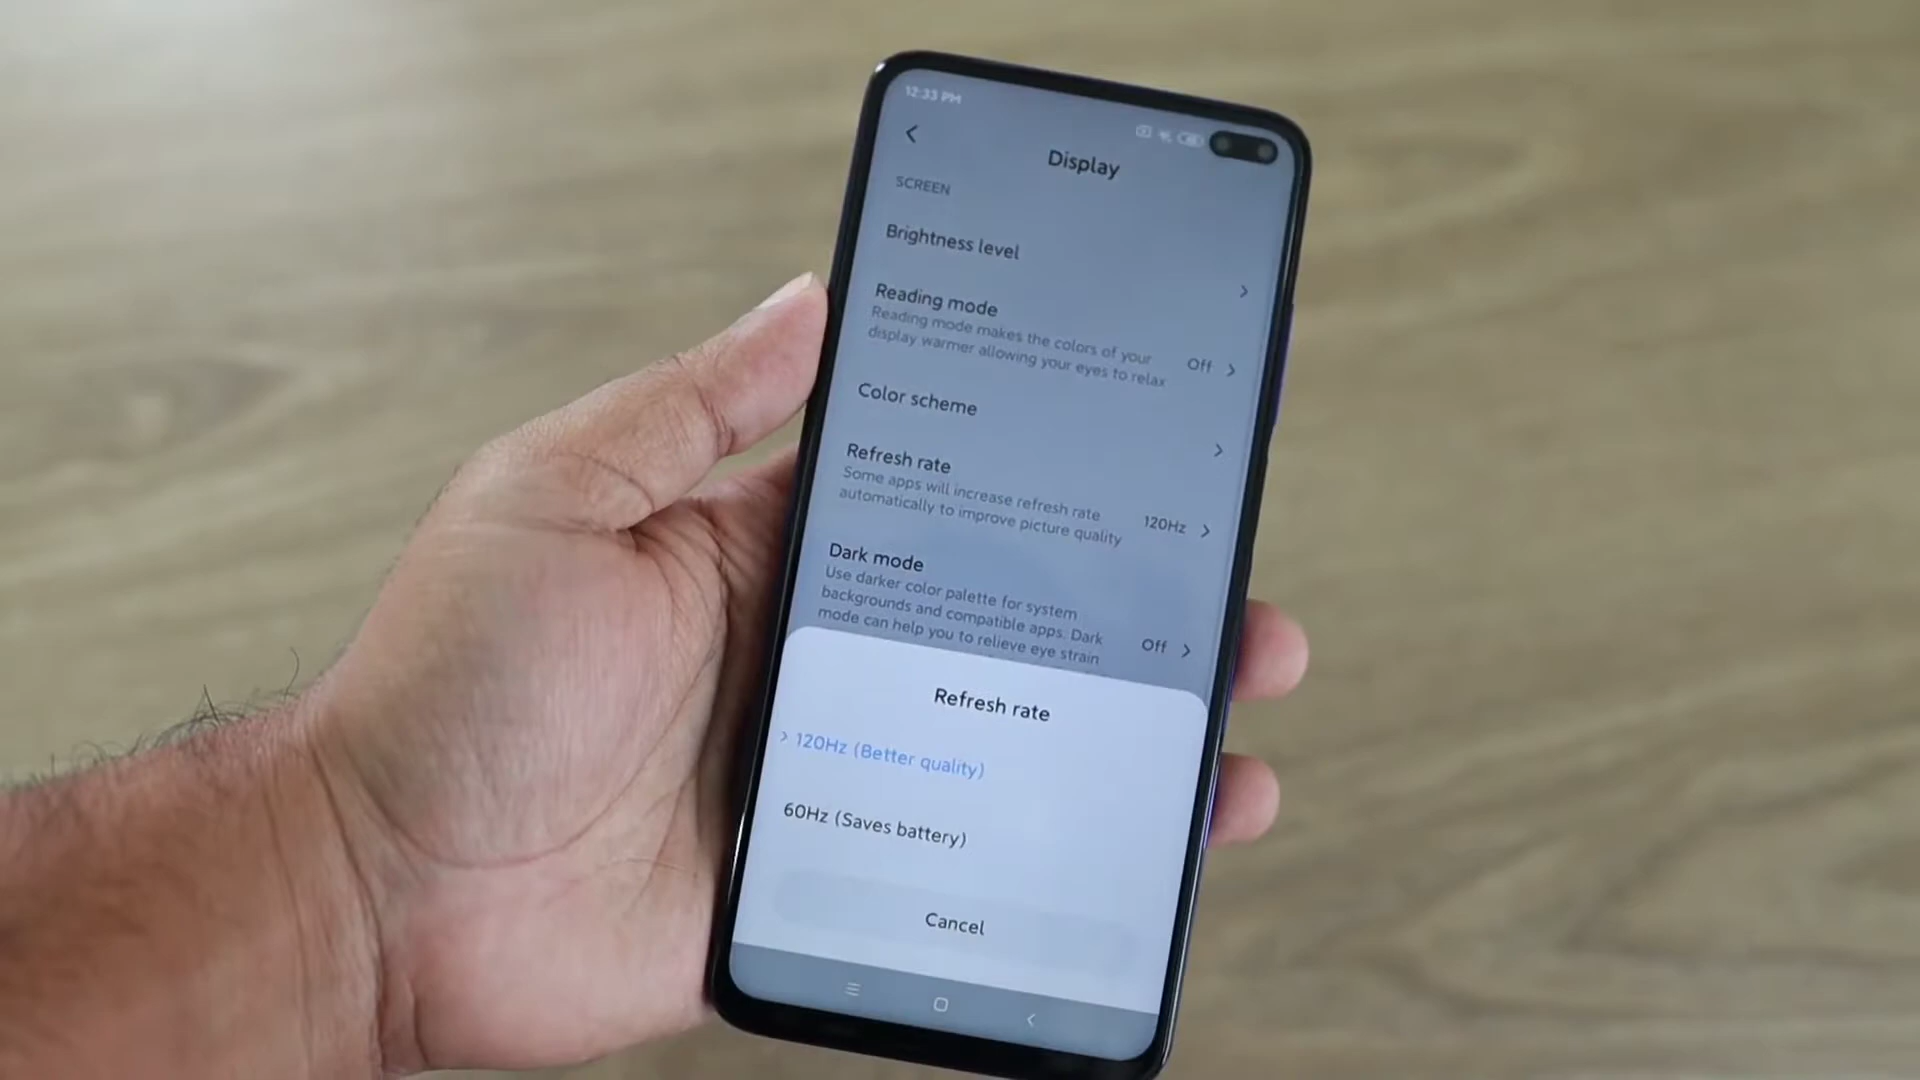 12:33 PM
Display
SCREEN
Brightness level
Reading mode
Reading mode makes the colors of your
display warmer allowing your eyes to relax
Off
Color scheme
Refresh rate
Some apps will increase refresh rate
automatically to improve picture quality
120Hz
Dark mode
Use darker color palette for system
backgrounds and compatible apps. Dark
mode can help you to relieve eye strain
Off
Refresh rate
120Hz (Better quality)
60Hz (Saves battery)
Cancel